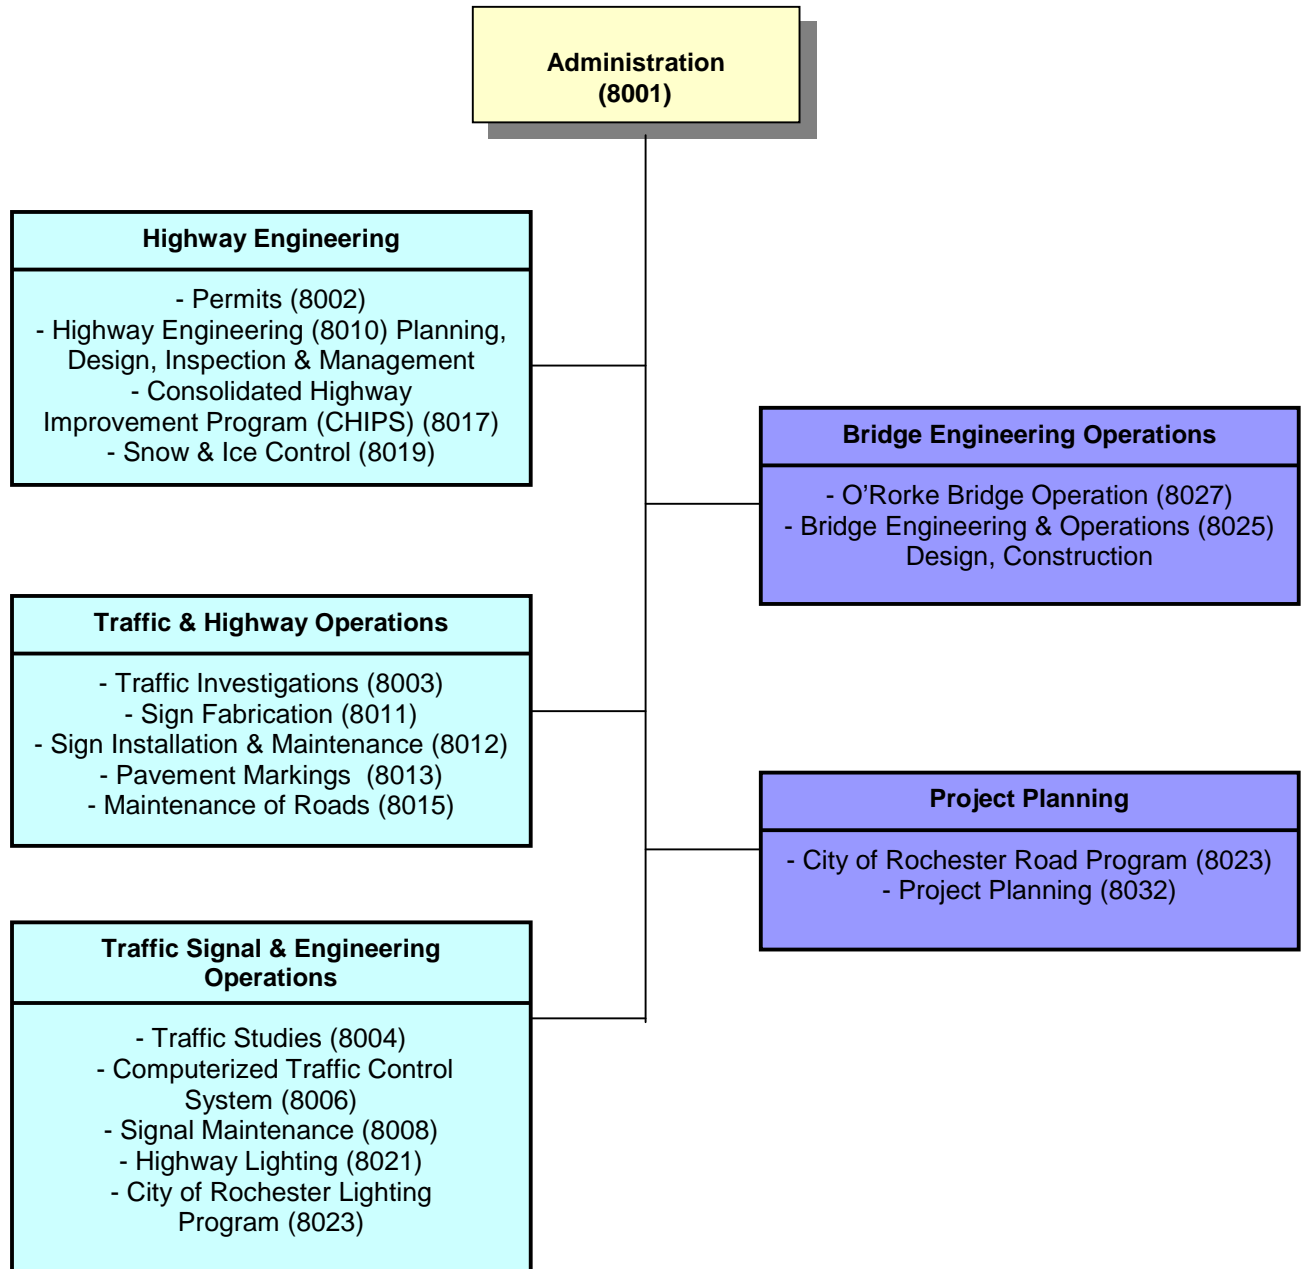 Administration
(8001)
Highway Engineering
- Permits (8002)
- Highway Engineering (8010) Planning,
Design, Inspection & Management
- Consolidated Highway
Improvement Program (CHIPS) (8017)
- Snow & Ice Control (8019)
Bridge Engineering Operations
- O’Rorke Bridge Operation (8027)
- Bridge Engineering & Operations (8025)
Design, Construction
Traffic & Highway Operations
- Traffic Investigations (8003)
- Sign Fabrication (8011)
- Sign Installation & Maintenance (8012)
- Pavement Markings  (8013)
- Maintenance of Roads (8015)
Project Planning
- City of Rochester Road Program (8023)
- Project Planning (8032)
Traffic Signal & Engineering
Operations
- Traffic Studies (8004)
- Computerized Traffic Control
System (8006)
- Signal Maintenance (8008)
- Highway Lighting (8021)
- City of Rochester Lighting
Program (8023)